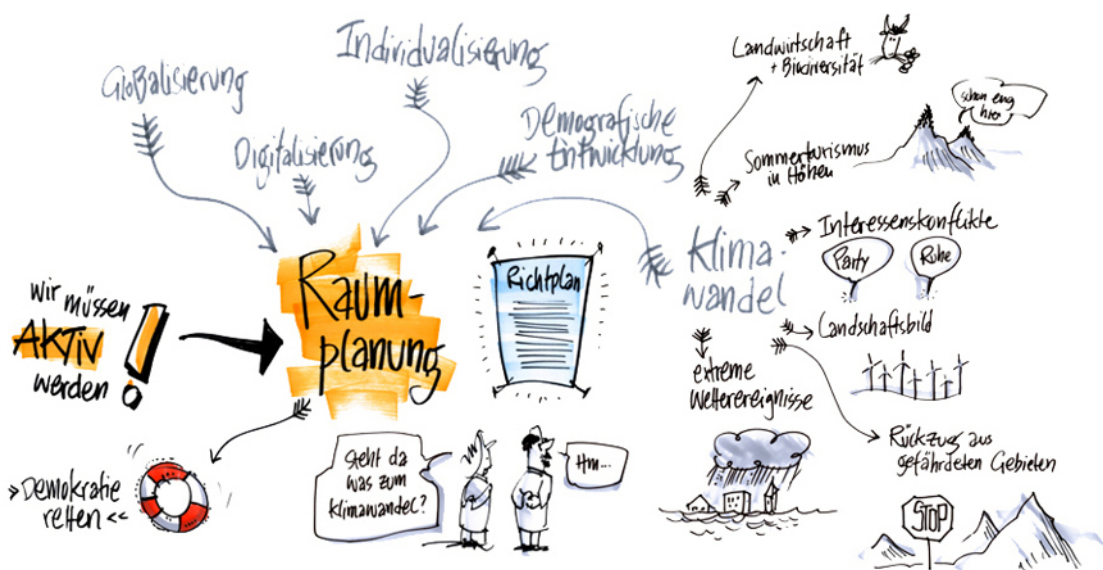 Globalisierung
Individualisierung
Digitalisierung
Demografische
Entwicklung
Landwirtschaft
+ Biodiversität
schon eng
hier
Sommertourismus
in Höhen
Interessenskonflikte
Party
Ruhe
Klima-
wandel
Landschaftsbild
extreme
Wetterereignisse
Rückzug aus
gefährdeten Gebieten
STOP
Wir müssen
AKTIV
werden
!
Raum-
planung
Richtplan
Steht da
was zum
Klimawandel?
Hm...
»Demokratie
retten«